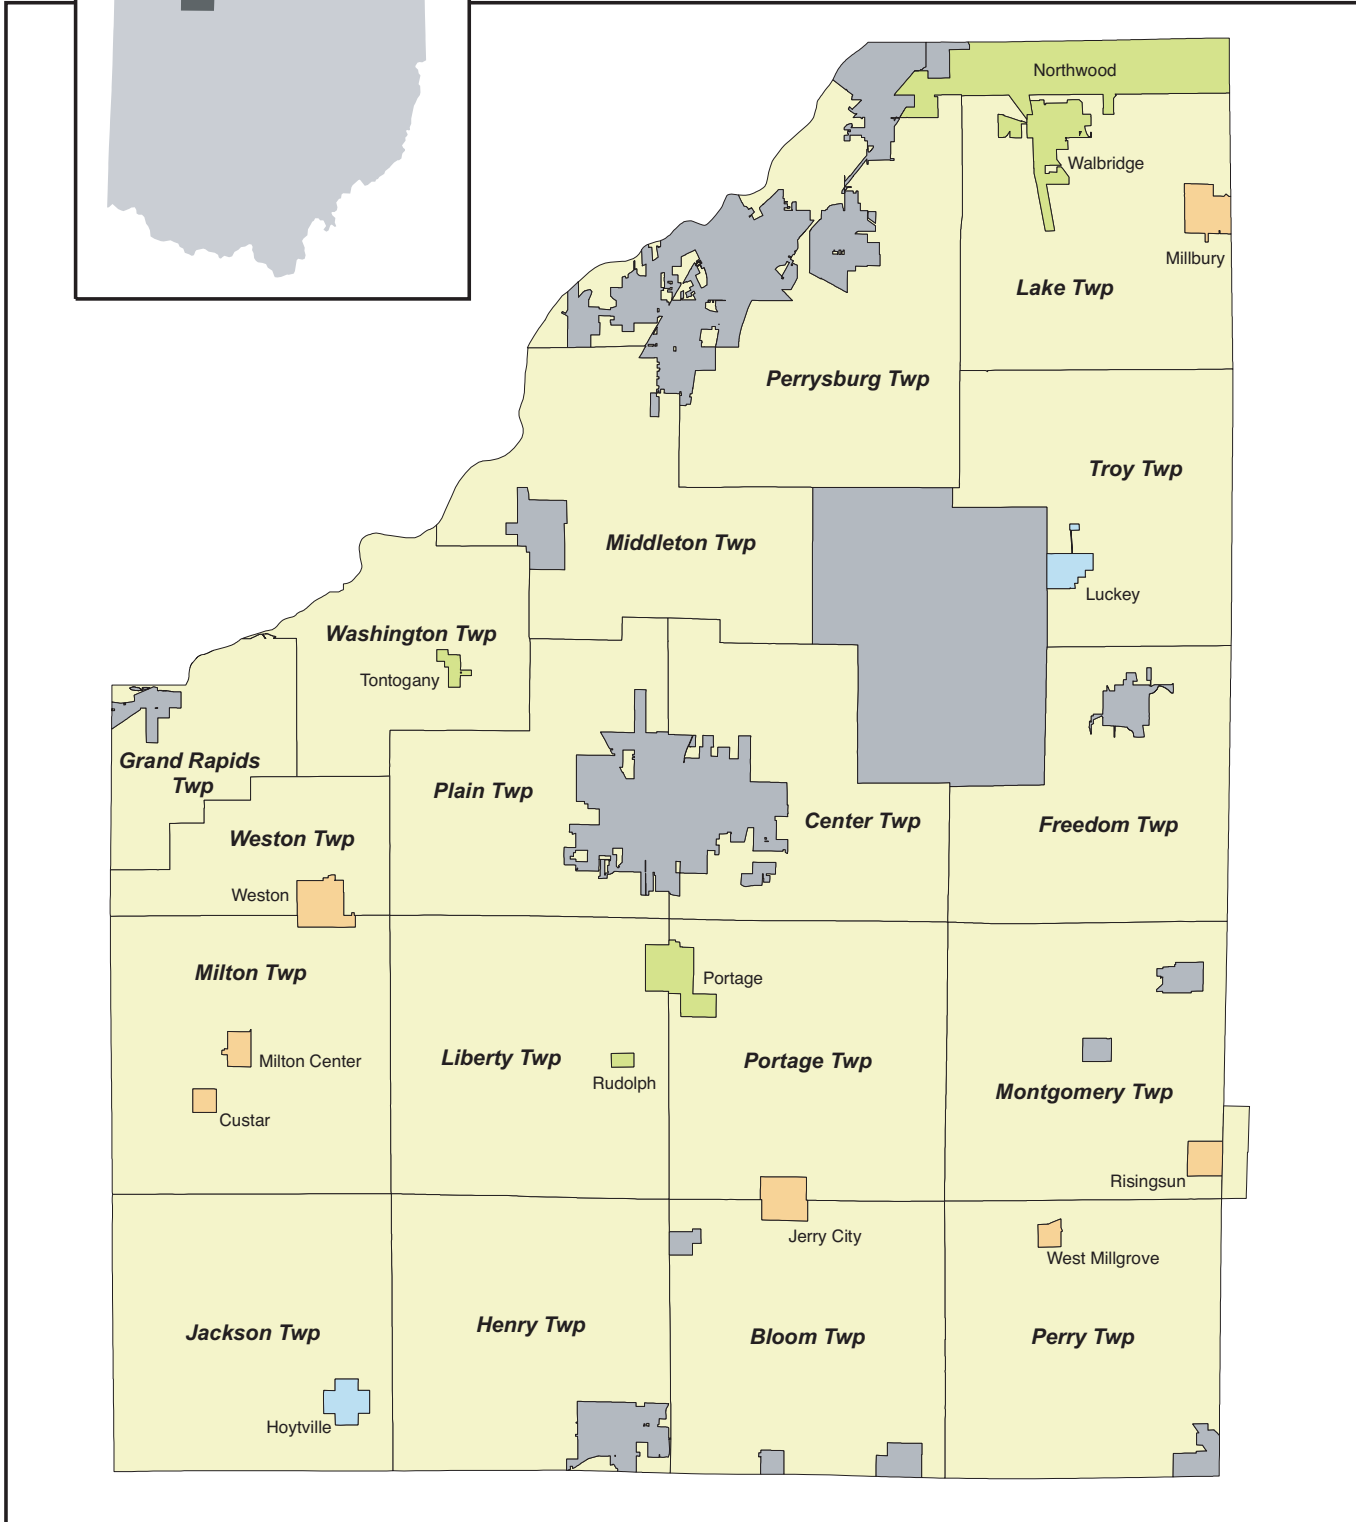 Northwood
Walbridge
Millbury
Lake Twp
Perrysburg Twp
Troy Twp
Middleton Twp
Luckey
Washington Twp
Tontogany
Grand Rapids
Twp
Plain Twp
Center Twp
Freedom Twp
Weston Twp
Weston
Milton Twp
Portage
Milton Center
Liberty Twp
Portage Twp
Rudolph
Montgomery Twp
Custar
Risingsun
Jerry City
West Millgrove
Jackson Twp
Henry Twp
Bloom Twp
Perry Twp
Hoytville